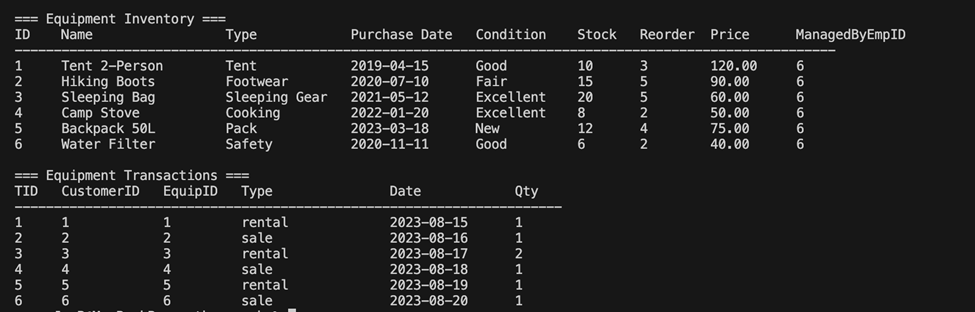 === Equipment Inventory ===
ID Name Type Purchase Date Condition Stock Reorder Price ManagedByEmpID
1 Tent 2-Person Tent 2019-04-15 Good 10 3 120.00 6
2 Hiking Boots Footwear 2020-07-10 Fair 15 5 90.00 6
3 Sleeping Bag Sleeping Gear 2021-05-12 Excellent 20 5 60.00 6
4 Camp Stove Cooking 2022-01-20 Excellent 8 2 50.00 6
5 Backpack 50L Pack 2023-03-18 New 12 4 75.00 6
6 Water Filter Safety 2020-11-11 Good 6 2 40.00 6
=== Equipment Transactions ===
TID CustomerID EquipID Type Date Qty
1 1 1 rental 2023-08-15 1
2 2 2 sale 2023-08-16 1
3 3 3 rental 2023-08-17 2
4 4 4 sale 2023-08-18 1
5 5 5 rental 2023-08-19 1
6 6 6 sale 2023-08-20 1